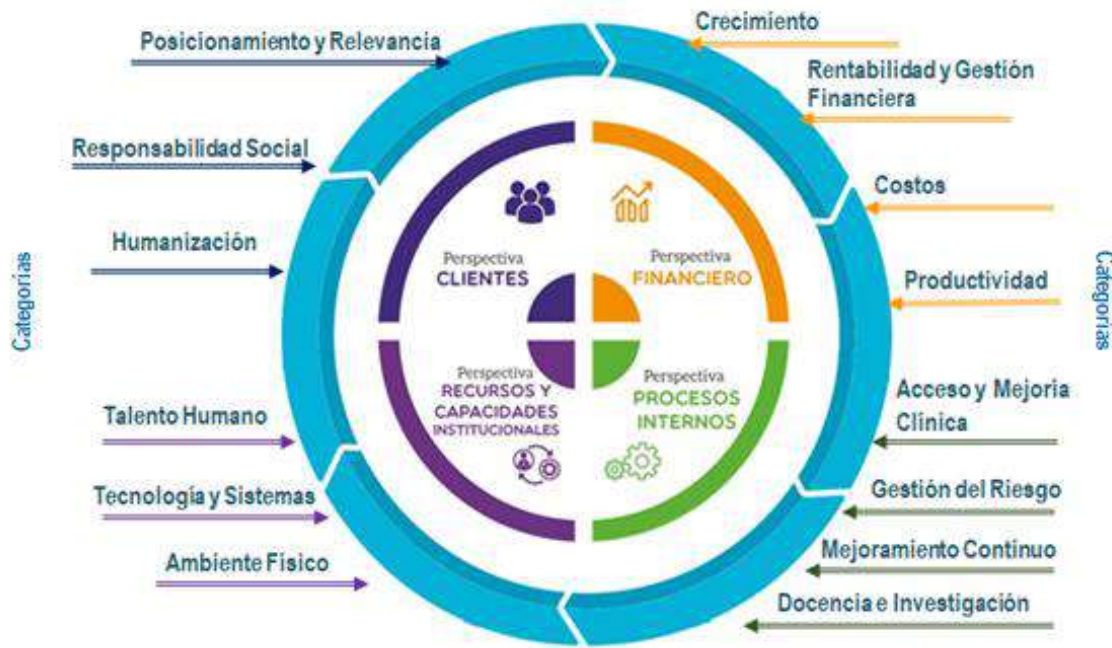 Posicionamiento y Relevancia
Responsabilidad Social
Humanización
Talento Humano
Tecnología y Sistemas
Ambiente Físico
Categorías
Perspectiva
CLIENTES
Perspectiva
FINANCIERO
Perspectiva
RECURSOS Y
CAPACIDADES
INSTITUCIONALES
Perspectiva
PROCESOS
INTERNOS
Crecimiento
Rentabilidad y Gestión
Financiera
Costos
Productividad
Acceso y Mejoría
Clínica
Gestión del Riesgo
Mejoramiento Continuo
Docencia e Investigación
Categorías